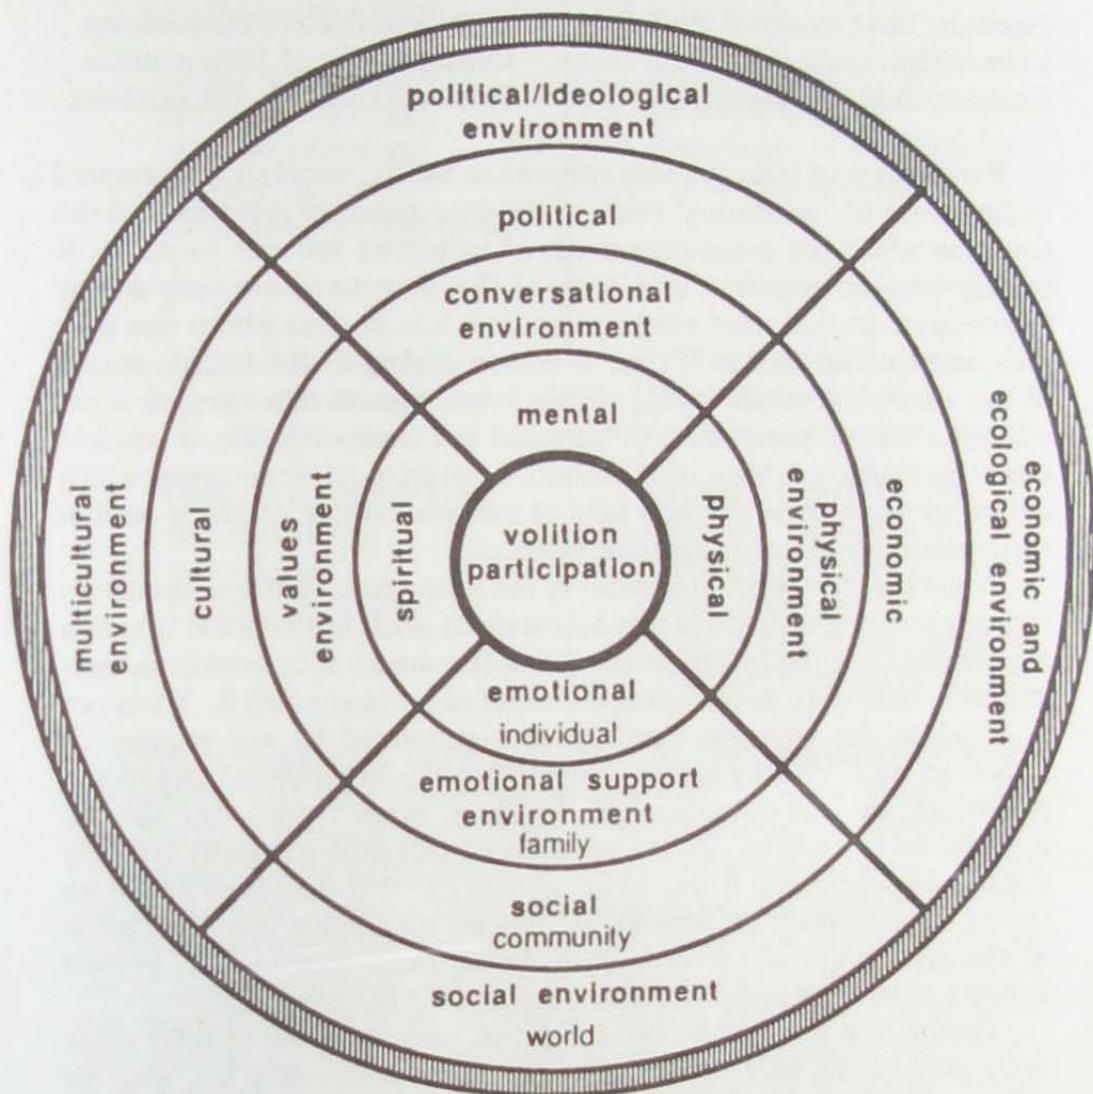 political/ideological
environment
political
conversational
environment
mental
multicultural
environment
cultural
values
environment
spiritual
volition
participation
physical
physical
environment
economic
economic and
ecological environment
emotional
individual
emotional support
environment
family
social
community
social environment
world